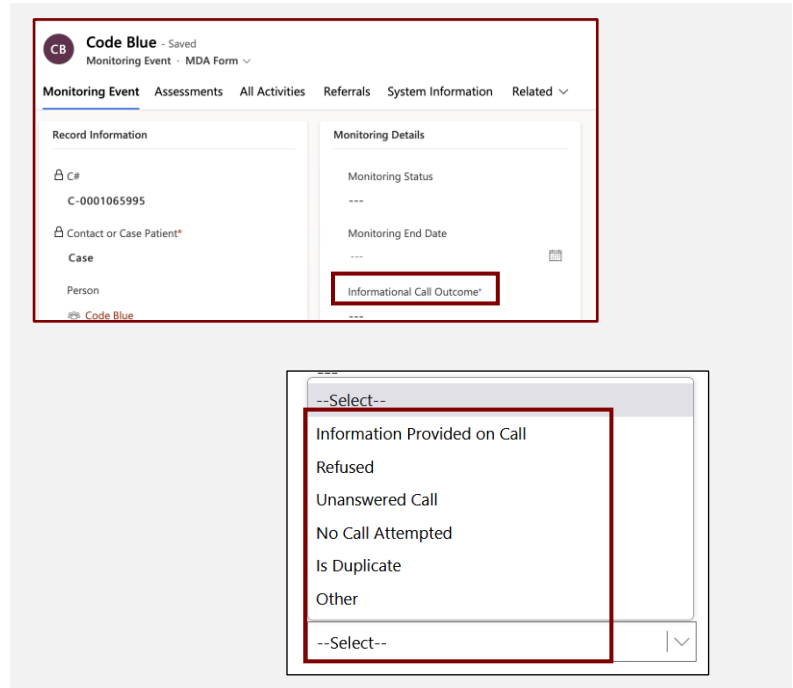 CB
Code Blue - Saved
Monitoring Event · MDA Form
Monitoring Event Assessments All Activities Referrals System Information Related
Record Information
C#
C-0001065995
Contact or Case Patient*
Case
Person
Code Blue
Monitoring Details
Monitoring Status
---
Monitoring End Date
---
Informational Call Outcome*
---
---
--Select--
Information Provided on Call
Refused
Unanswered Call
No Call Attempted
Is Duplicate
Other
--Select--